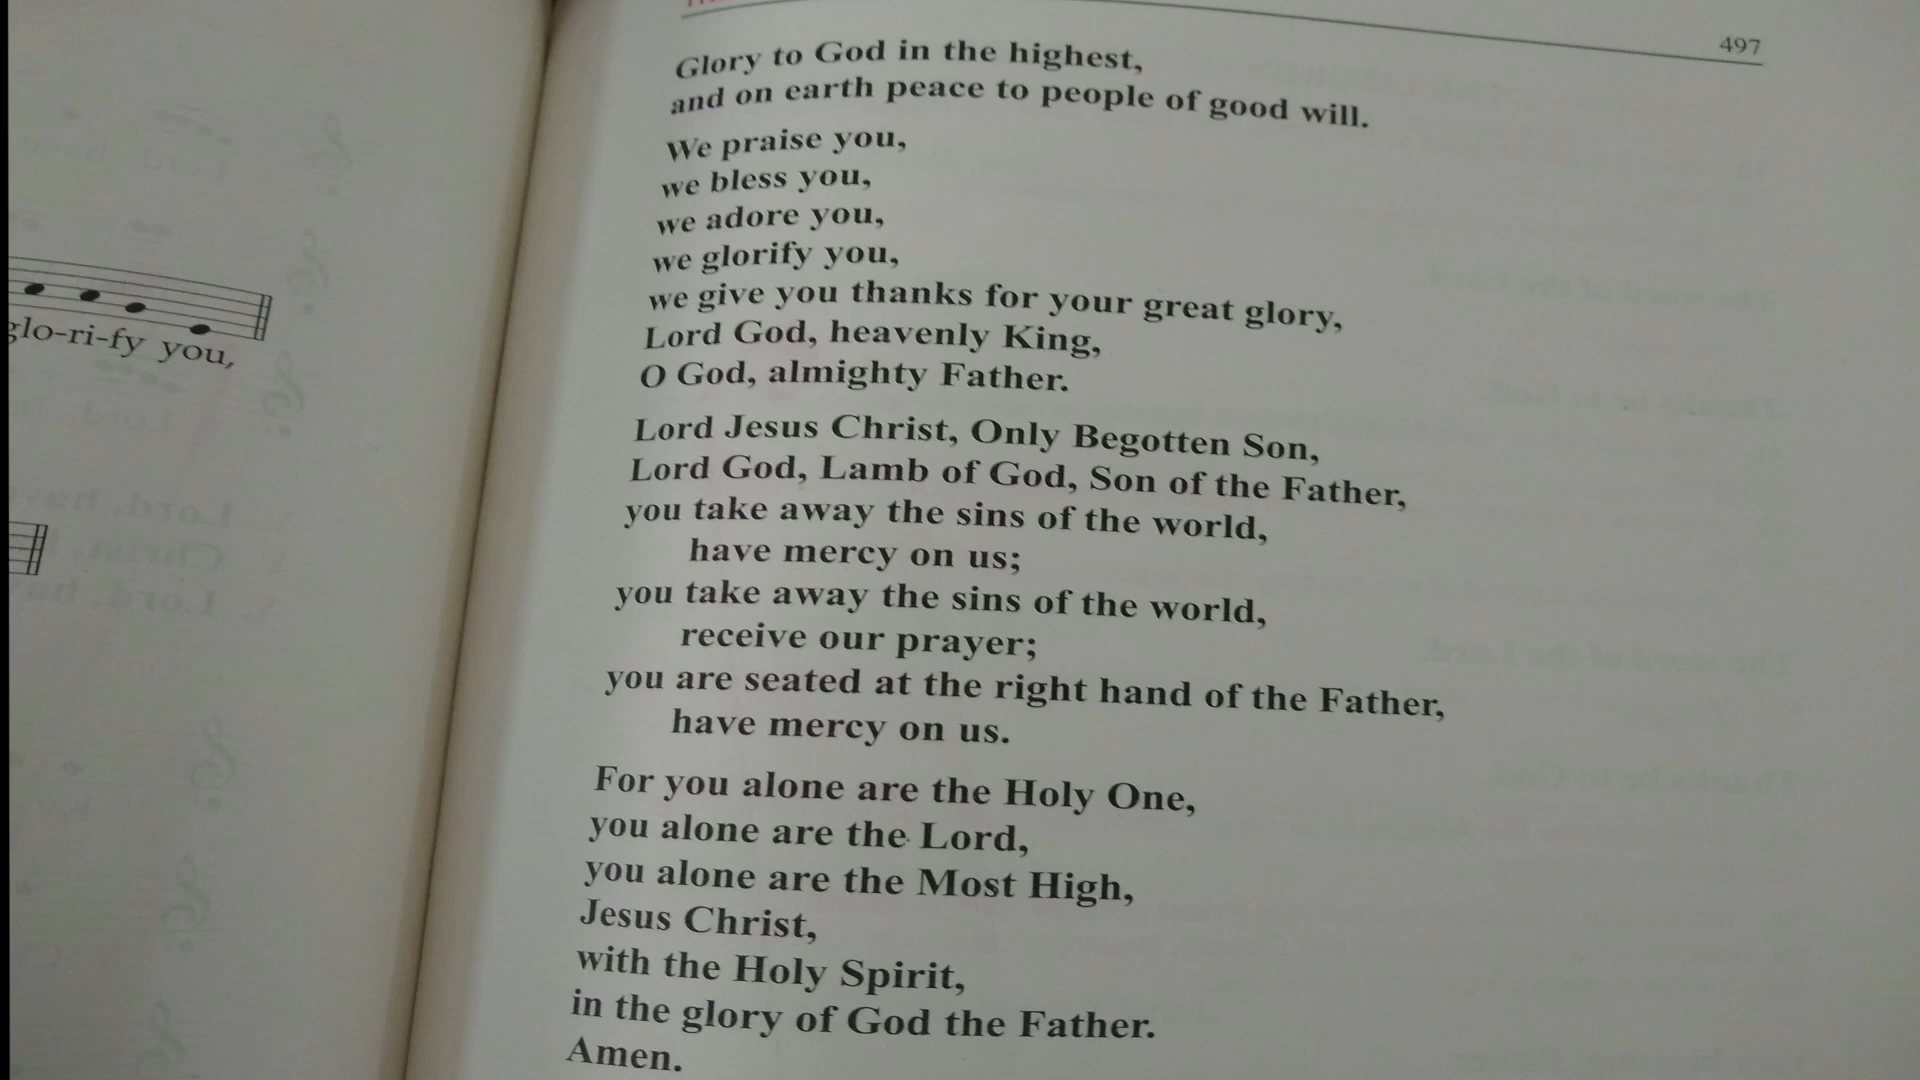 glo-ri-fy you,
497
Glory to God in the highest,
and on earth peace to people of good will.
We praise you,
we bless you,
we adore you,
we glorify you,
we give you thanks for your great glory,
Lord God, heavenly King,
O God, almighty Father.
Lord Jesus Christ, Only Begotten Son,
Lord God, Lamb of God, Son of the Father,
you take away the sins of the world,
have mercy on us;
you take away the sins of the world,
receive our prayer;
you are seated at the right hand of the Father,
have mercy on us.
For you alone are the Holy One,
you alone are the Lord,
you alone are the Most High,
Jesus Christ,
with the Holy Spirit,
in the glory of God the Father.
Amen.